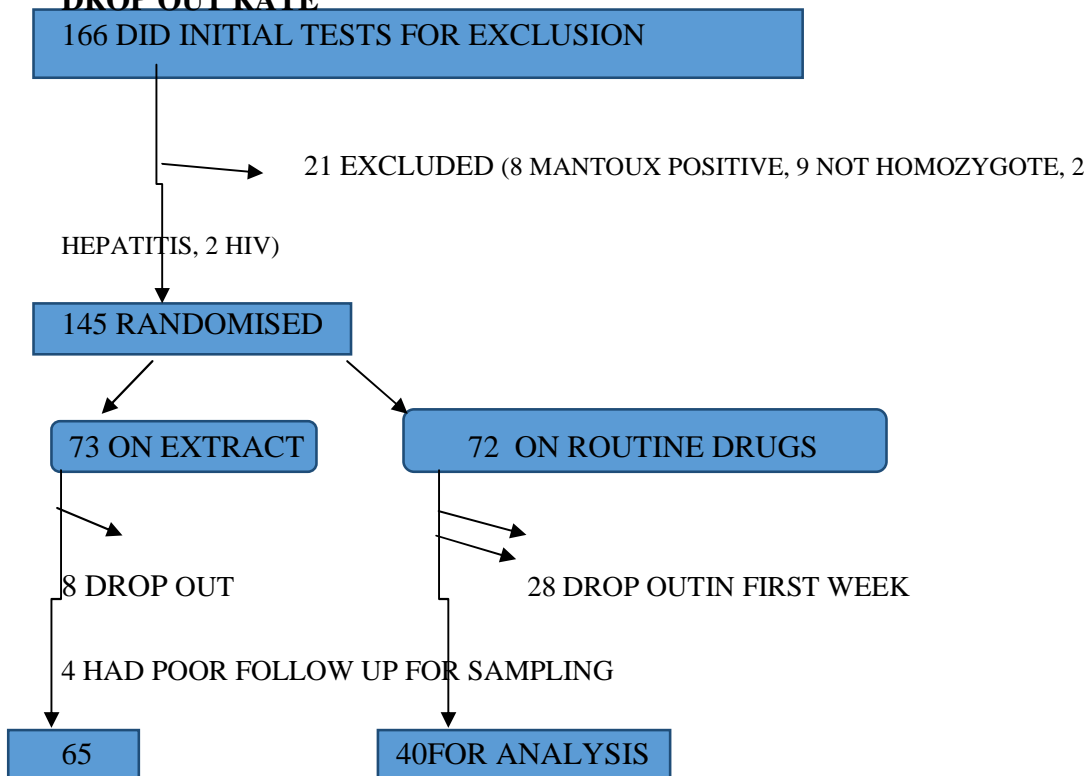 DROP OUT RATE
166 DID INITIAL TESTS FOR EXCLUSION
21 EXCLUDED (8 MANTOUX POSITIVE, 9 NOT HOMOZYGOTE, 2
HEPATITIS, 2 HIV)
145 RANDOMISED
73 ON EXTRACT
72 ON ROUTINE DRUGS
8 DROP OUT
28 DROP OUTIN FIRST WEEK
4 HAD POOR FOLLOW UP FOR SAMPLING
65
40FOR ANALYSIS